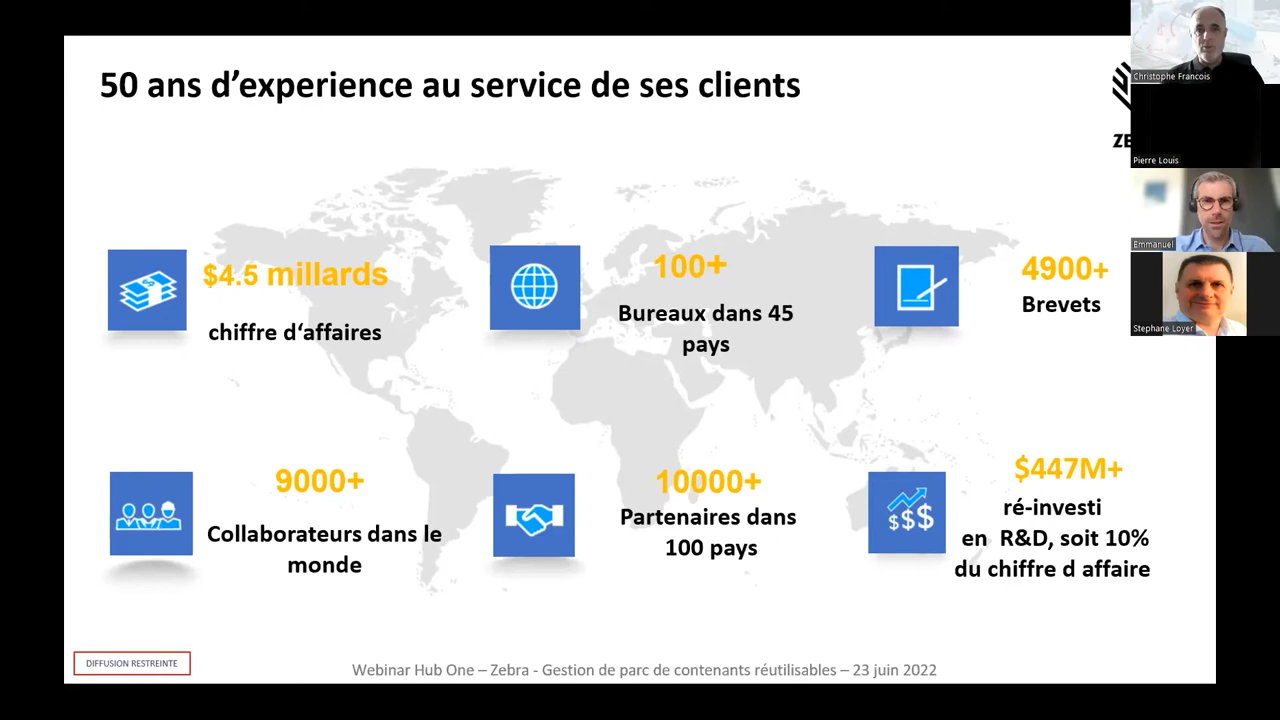 50 ans d’experience au service de ses clients
Christophe Francois
ZE
Pierre Louis
Emmanuel
Stephane Loyer
$4.5 millards
chiffre d‘affaires
100+
Bureaux dans 45
pays
4900+
Brevets
9000+
Collaborateurs dans le
monde
10000+
Partenaires dans
100 pays
$447M+
ré-investi
en R&D, soit 10%
du chiffre d affaire
DIFFUSION RESTREINTE
Webinar Hub One – Zebra - Gestion de parc de contenants réutilisables – 23 juin 2022